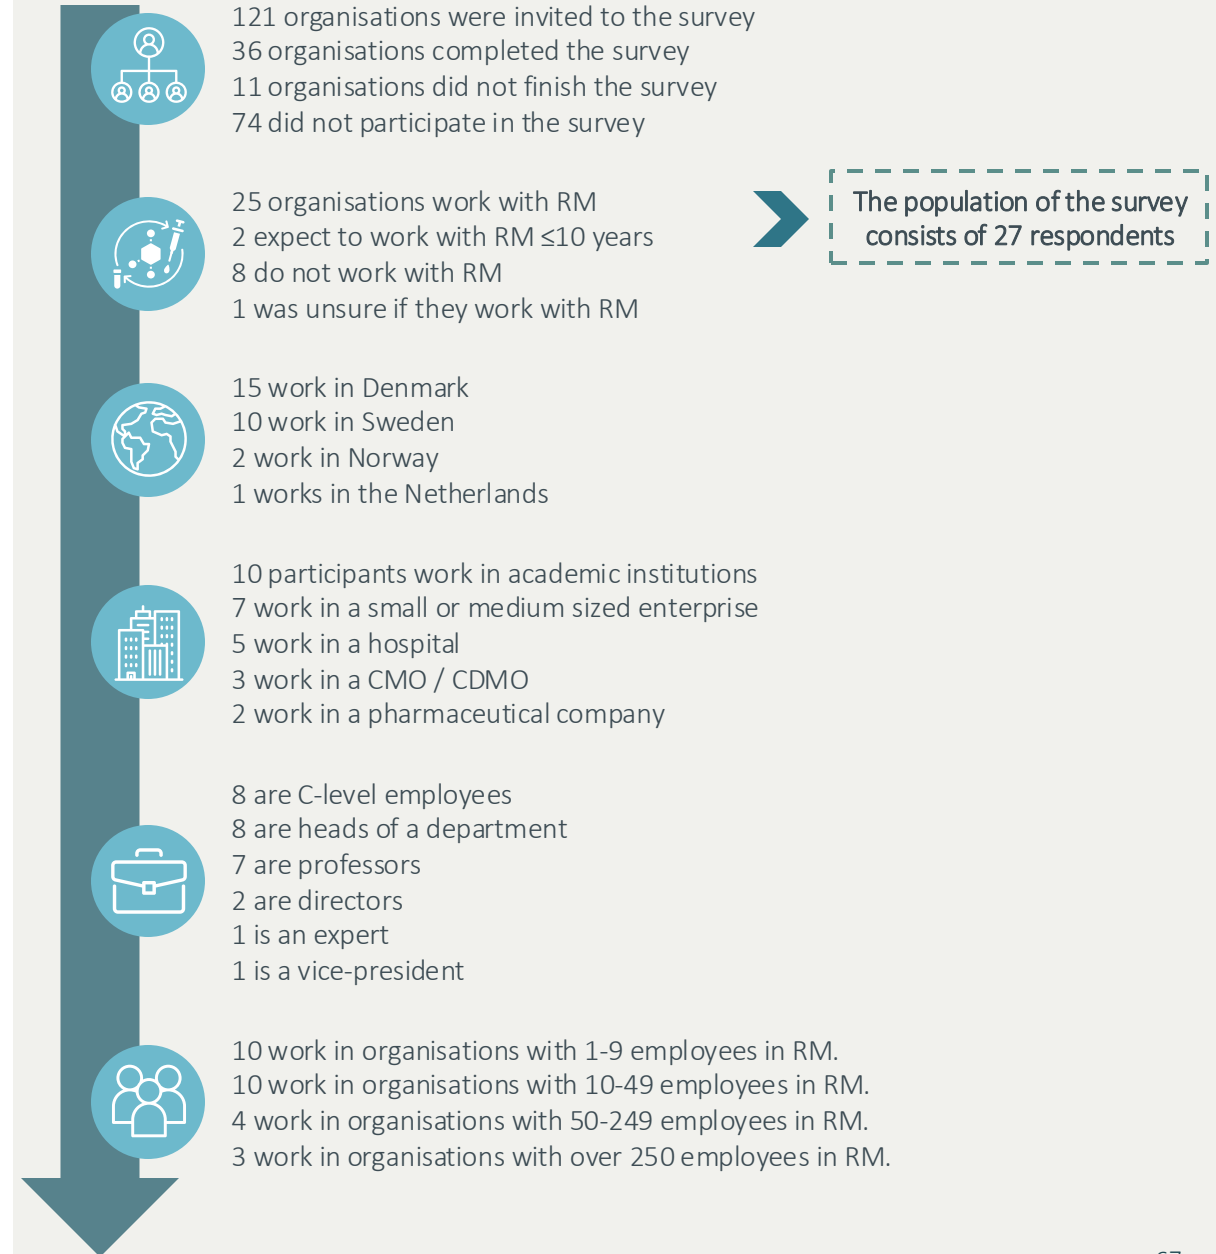 121 organisations were invited to the survey
36 organisations completed the survey
11 organisations did not finish the survey
74 did not participate in the survey
25 organisations work with RM
2 expect to work with RM ≤10 years
8 do not work with RM
1 was unsure if they work with RM
The population of the survey
consists of 27 respondents
15 work in Denmark
10 work in Sweden
2 work in Norway
1 works in the Netherlands
10 participants work in academic institutions
7 work in a small or medium sized enterprise
5 work in a hospital
3 work in a CMO / CDMO
2 work in a pharmaceutical company
8 are C-level employees
8 are heads of a department
7 are professors
2 are directors
1 is an expert
1 is a vice-president
10 work in organisations with 1-9 employees in RM.
10 work in organisations with 10-49 employees in RM.
4 work in organisations with 50-249 employees in RM.
3 work in organisations with over 250 employees in RM.